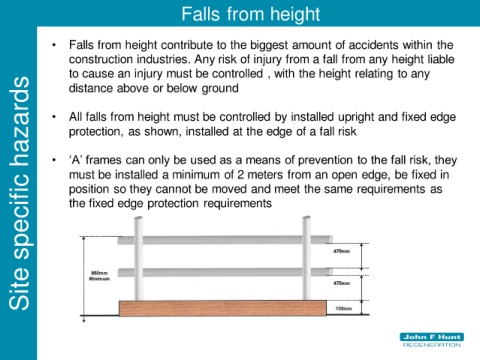 Falls from height
Site specific hazards
• Falls from height contribute to the biggest amount of accidents within the
construction industries. Any risk of injury from a fall from any height liable
to cause an injury must be controlled , with the height relating to any
distance above or below ground
• All falls from height must be controlled by installed upright and fixed edge
protection, as shown, installed at the edge of a fall risk
• ‘A’ frames can only be used as a means of prevention to the fall risk, they
must be installed a minimum of 2 meters from an open edge, be fixed in
position so they cannot be moved and meet the same requirements as
the fixed edge protection requirements
470mm
950mm
Minimum
470mm
150mm
John F Hunt
REGENERATION